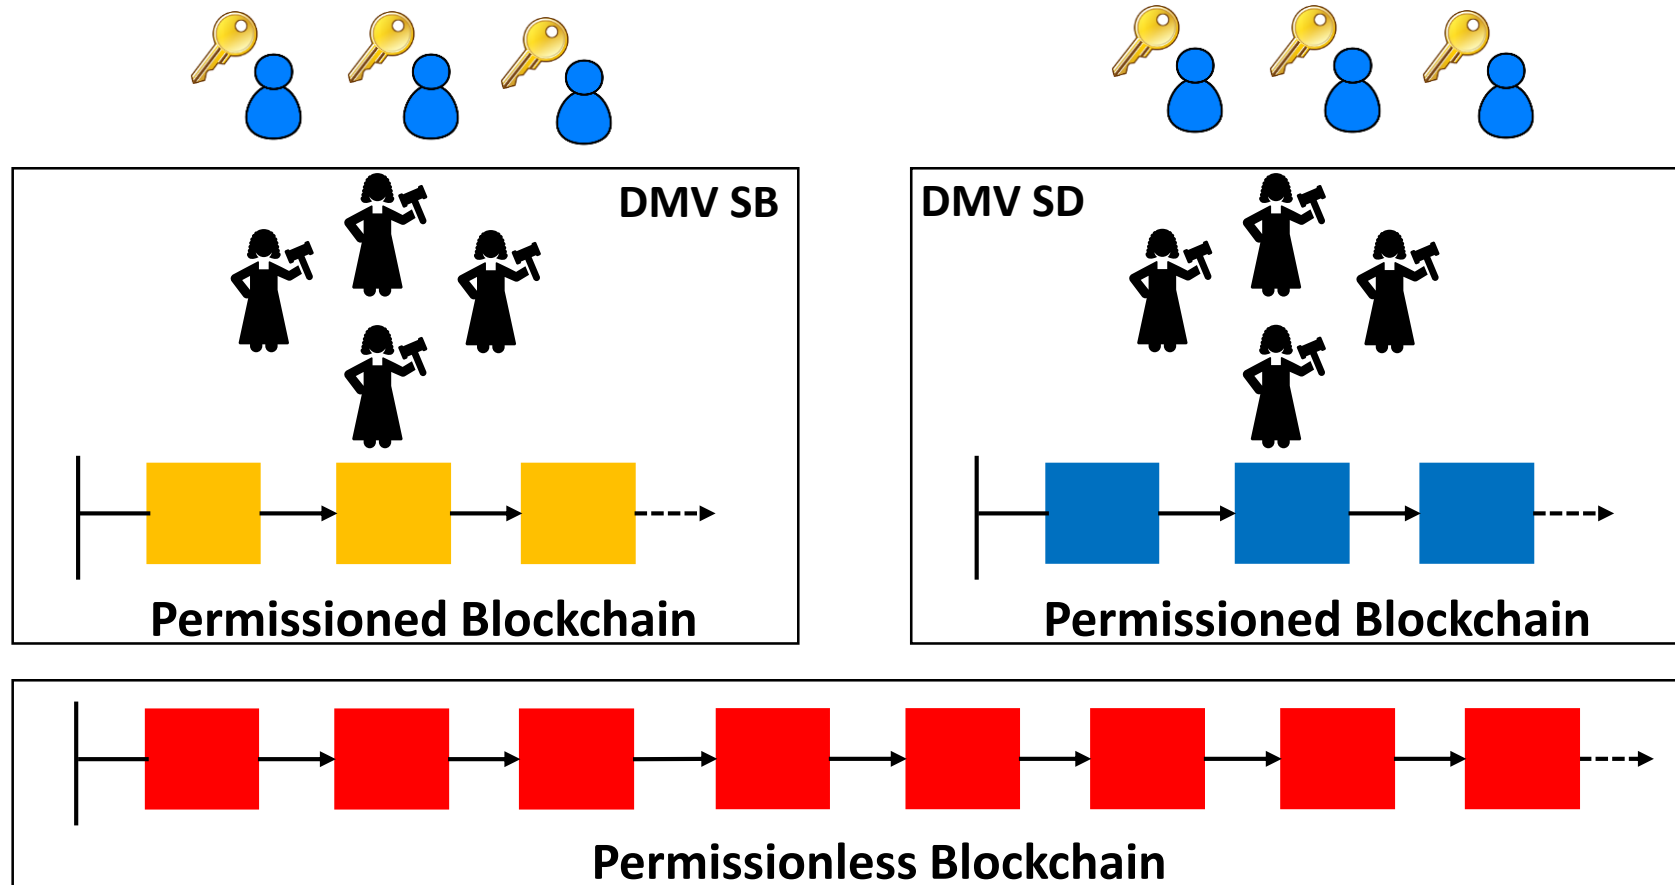 DMV SB
DMV SD
Permissioned Blockchain
Permissioned Blockchain
Permissionless Blockchain